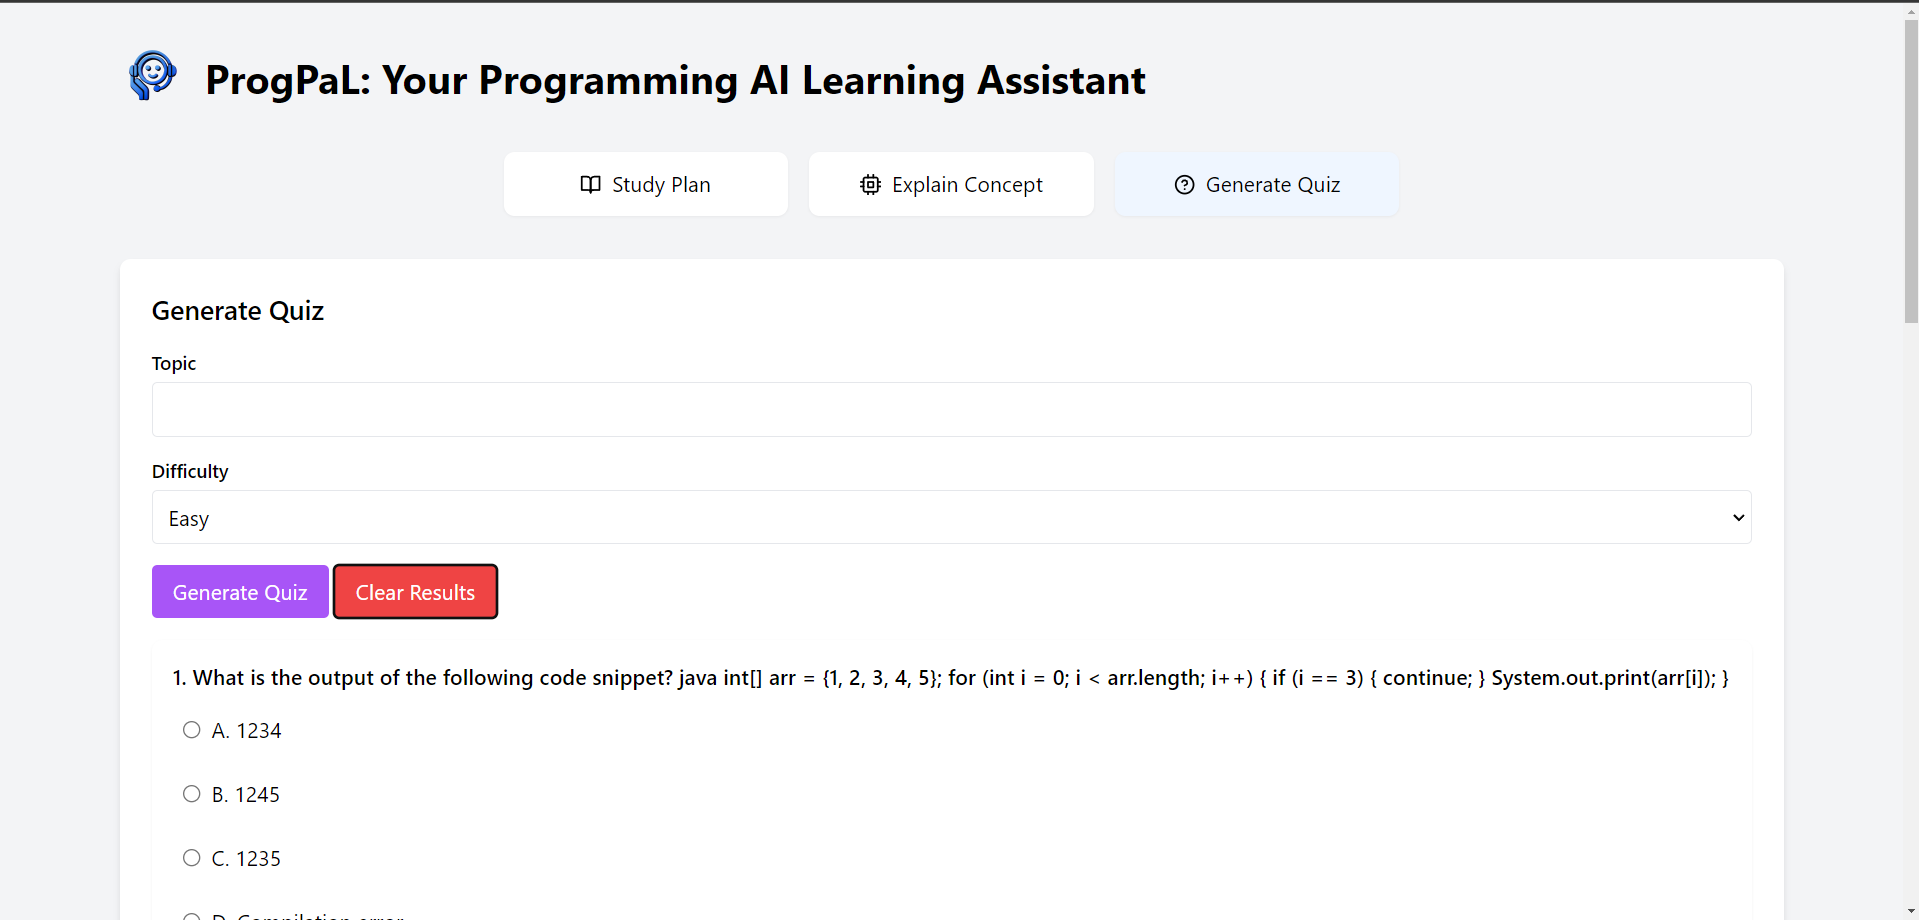 ProgPaL: Your Programming AI Learning Assistant
Study Plan
Explain Concept
Generate Quiz
Generate Quiz
Topic
Difficulty
Easy
Generate Quiz
Clear Results
1. What is the output of the following code snippet? java int[] arr = {1, 2, 3, 4, 5}; for (int i = 0; i < arr.length; i++) { if (i == 3) { continue; } System.out.print(arr[i]); }
A. 1234
B. 1245
C. 1235
D. Compilation error